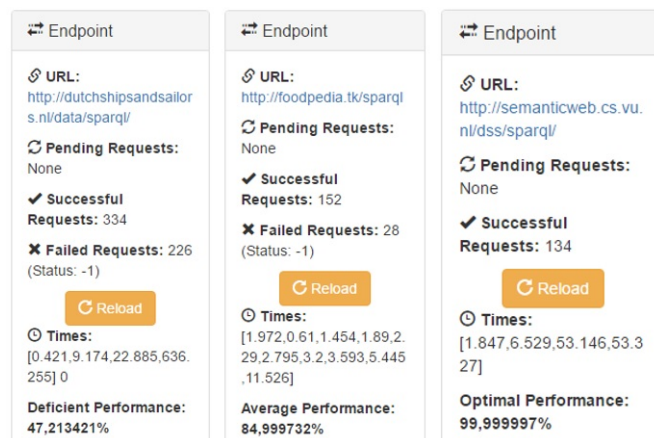 Endpoint
URL:
http://dutchshipsandsailor
s.nl/data/sparql/
Pending Requests:
None
Successful
Requests: 334
Failed Requests: 226
(Status: -1)
Reload
Times:
[0.421,9.174,22.885,636.
255] 0
Deficient Performance:
47,213421%
Endpoint
URL:
http://foodpedia.tk/sparql
Pending Requests:
None
Successful
Requests: 152
Failed Requests: 28
(Status: -1)
Reload
Times:
[1.972,0.61,1.454,1.89,2.
29,2.795,3.2,3.593,5.445
,11.526]
Average Performance:
84,999732%
Endpoint
URL:
http://semanticweb.cs.vu.
nl/dss/sparql/
Pending Requests:
None
Successful
Requests: 134
Reload
Times:
[1.847,6.529,53.146,53.3
27]
Optimal Performance:
99,999997%